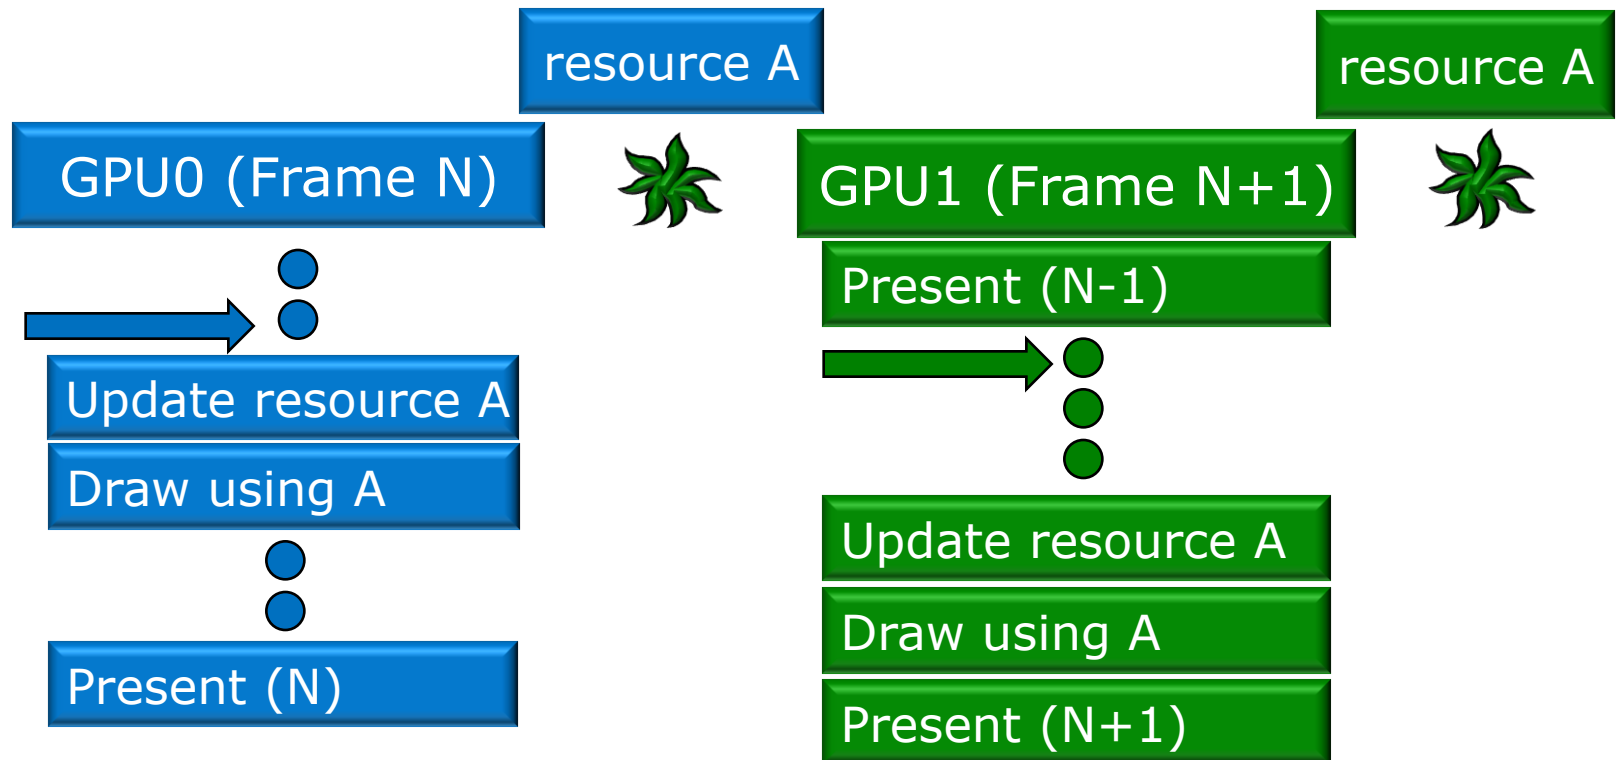 resource A
GPU0 (Frame N)
Update resource A
Draw using A
Present (N)
resource A
GPU1 (Frame N+1)
Present (N-1)
Update resource A
Draw using A
Present (N+1)